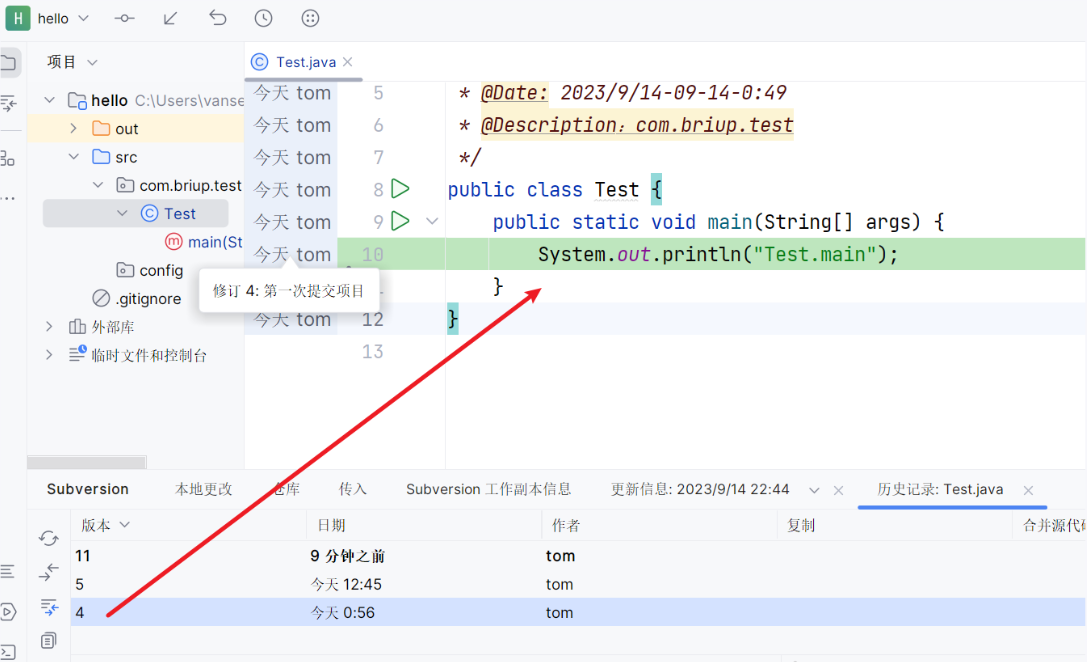 H hello
项目
Test.java
hello C:\Users\vanse
out
src
com.briup.test
Test
main(St
config
.gitignore
外部库
临时文件和控制台
今天 tom 5 * @Date: 2023/9/14-09-14-0:49
今天 tom 6 * @Description：com.briup.test
今天 tom 7 */
今天 tom 8 public class Test {
今天 tom 9 public static void main(String[] args) {
今天 tom 10 System.out.println("Test.main");
修订 4: 第一次提交项目
}
今天 tom 12 }
13
Subversion 本地更改 仓库 传入 Subversion 工作副本信息 更新信息: 2023/9/14 22:44 历史记录: Test.java
版本 日期 作者 复制 合并源代码
11 9 分钟之前 tom
5 今天 12:45 tom
4 今天 0:56 tom